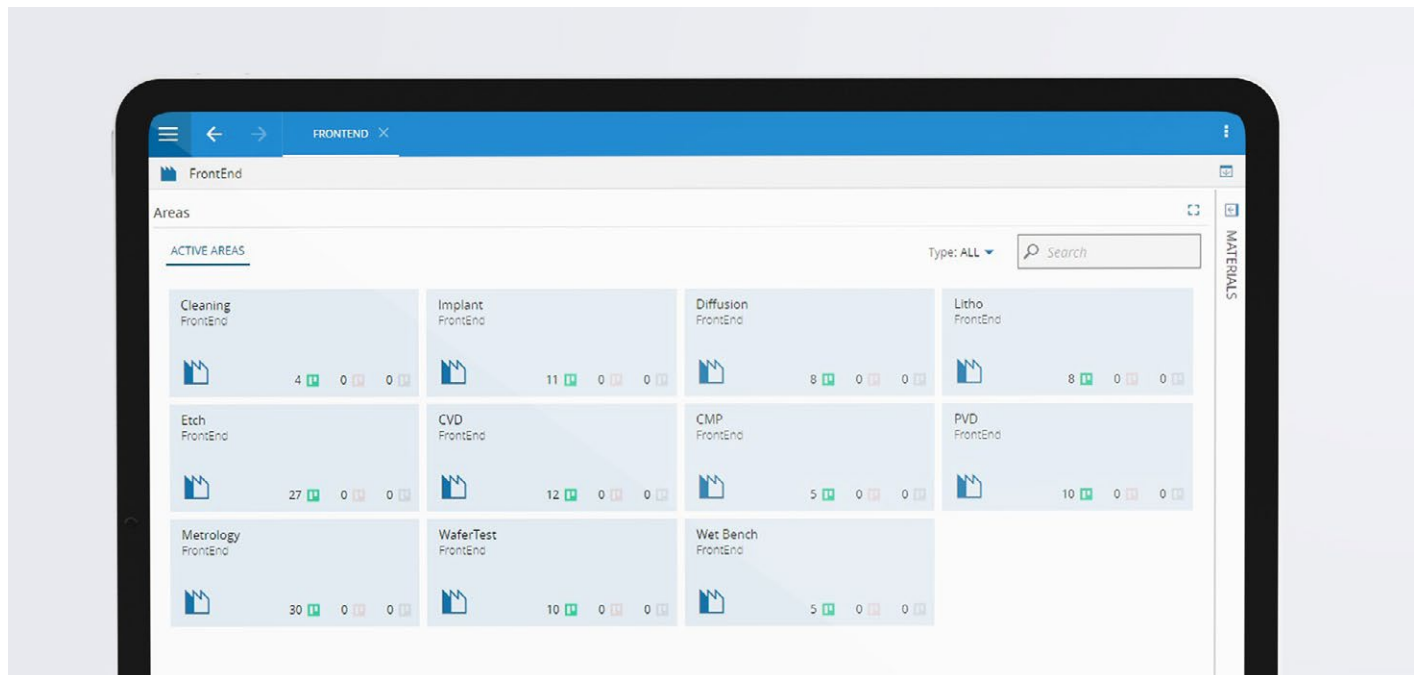 FRONTEND
FrontEnd
Areas
ACTIVE AREAS
Type: ALL
Search
MATERIALS
Cleaning
FrontEnd
4 0 0
Implant
FrontEnd
11 0 0
Diffusion
FrontEnd
8 0 0
Litho
FrontEnd
8 0 0
Etch
FrontEnd
27 0 0
CVD
FrontEnd
12 0 0
CMP
FrontEnd
5 0 0
PVD
FrontEnd
10 0 0
Metrology
FrontEnd
30 0 0
WaferTest
FrontEnd
10 0 0
Wet Bench
FrontEnd
5 0 0